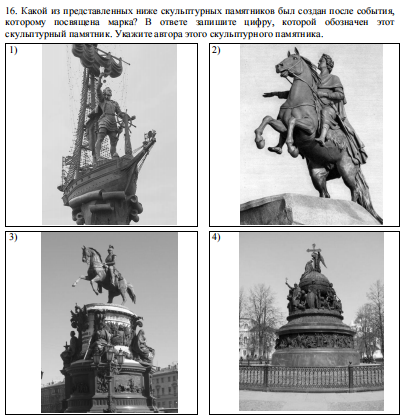 16. Какой из представленных ниже скульптурных памятников был создан после события,
которому посвящена марка? В ответе запишите цифру, которой обозначен этот
скульптурный памятник. Укажите автора этого скульптурного памятника.
1)
2)
3)
4)